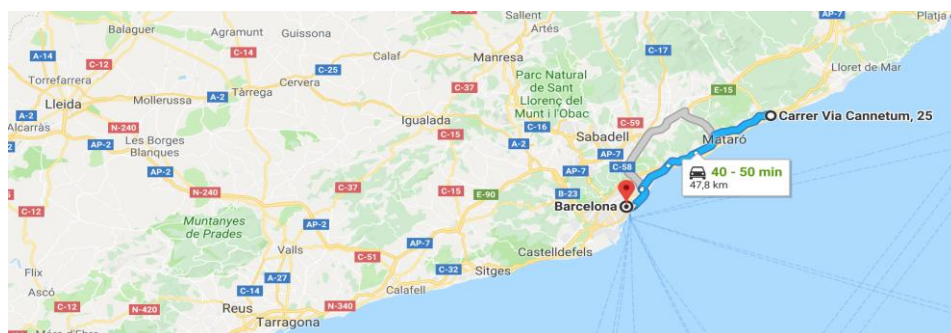 Balaguer
Agramunt
Guissona
Sallent
Artés
AP-7
Platja d
A-14
C-12
C-14
Calaf
Manresa
C-17
Lloret de Mar
Torrefarrera
C-25
Cervera
C-37
Parc Natural
de Sant
Llorenç del
Munt i l'Obac
E-15
Lleida
Mollerussa
A-2
Tàrrega
A-2
Igualada
C-59
Carrer Via Cannetum, 25
A-2
Alcarràs
N-240
C-15
C-16
Sabadell
Mataró
AP-2
Les Borges
Blanques
A-2
AP-7
C-58
AP-2
AP-7
40 - 50 min
47,8 km
N-240
C-37
C-15
E-90
B-23
Barcelona
C-12
Muntanyes
de Prades
AP-2
Valls
AP-7
Castelldefels
C-51
C-32
Sitges
Flix
A-27
Calafell
Ascó
C-14
C-12
N-420
Reus
N-340
Tarragona